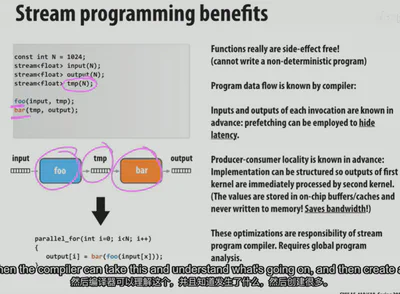 Stream programming benefits
const int N = 1024;
stream<float> input(N);
stream<float> output(N);
stream<float> tmp(N);
foo(input, tmp);
bar(tmp, output);
input
tmp
output
foo
bar
parallel_for(int i=0; i<N; i++)
{
output[i] = bar(foo(input[i]));
}
Functions really are side-effect free!
(cannot write a non-deterministic program)
Program data flow is known by compiler:
Inputs and outputs of each invocation are known in
advance: prefetching can be employed to hide
latency.
Producer-consumer locality is known in advance:
Implementation can be structured so outputs of first
kernel are immediately processed by second kernel.
(The values are stored in on-chip buffers/caches and
never written to memory! Saves bandwidth!)
These optimizations are responsibility of stream
program compiler. Requires global program
analysis.
hen the compiler can take this and understand what's going on, and then create a
然后编译器可以理解这个，并且知道发生了什么，然后创建很多。